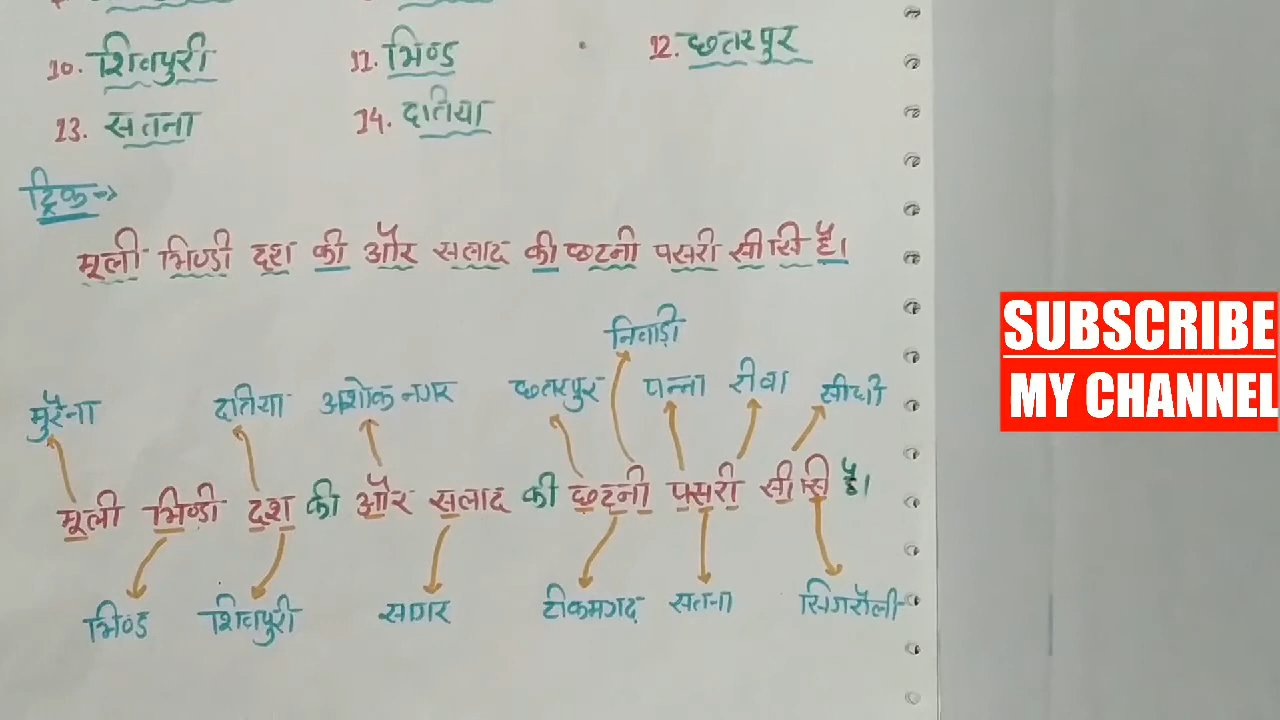 10. शिवपुरी 11. भिण्ड 12. छतरपुर
13. सतना 14. दतिया
ट्रिक->
मूली भिण्डी दश की और सलाद की छटनी पसरी सी सि है।
SUBSCRIBE
MY CHANNEL
निवाड़ी
मुरैना दतिया अशोक नगर छतरपुर पन्ना रीवा सीधी
मूली भिण्डी दश की और सलाद की छटनी पसरी सी सि है।
भिण्ड शिवपुरी सागर टीकमगढ़ सतना सिंगरौली